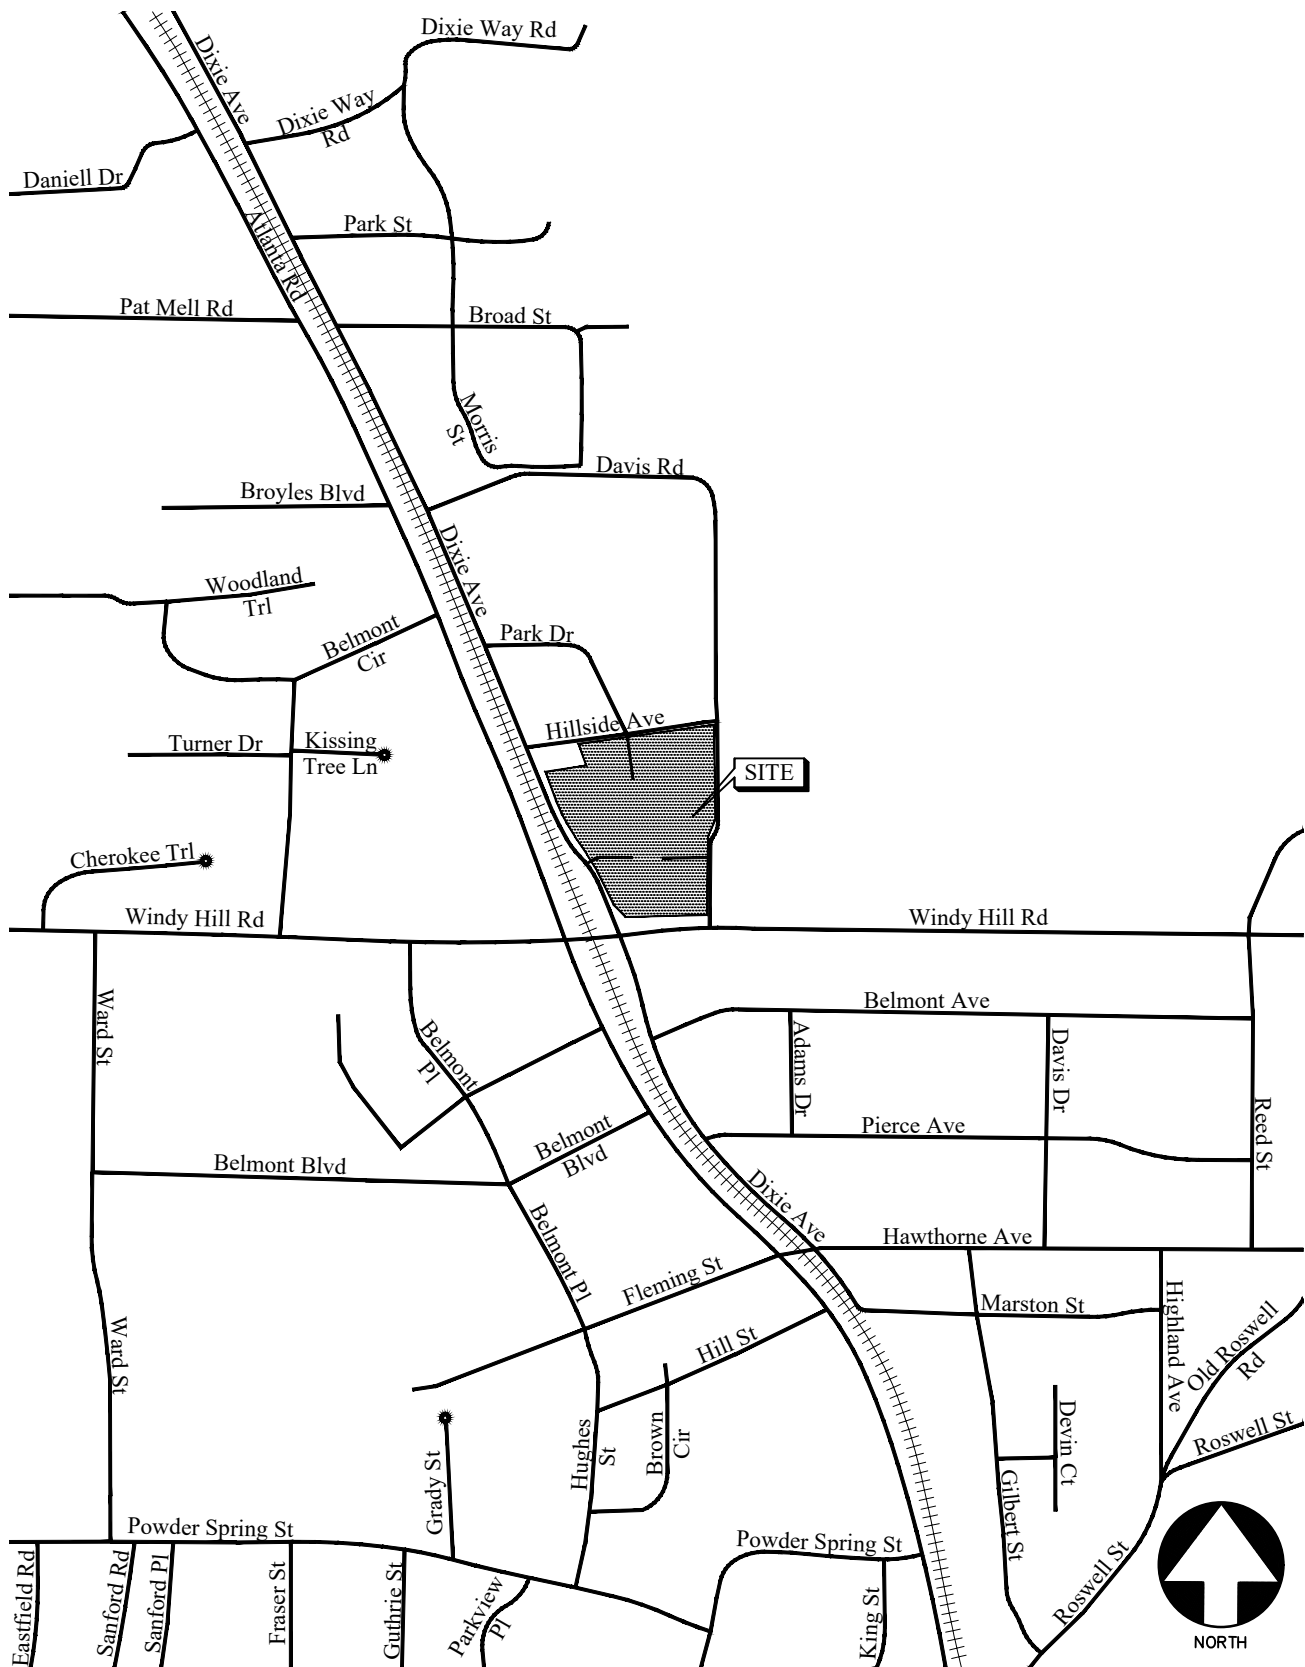 Dixie Way Rd
Dixie Ave
Dixie Way
Rd
Daniell Dr
Atlanta Rd
Park St
Pat Mell Rd
Broad St
Morris
St
Davis Rd
Broyles Blvd
Dixie Ave
Woodland
Trl
Belmont
Cir
Park Dr
Hillside Ave
Turner Dr
Kissing
Tree Ln
SITE
Cherokee Trl
Windy Hill Rd
Windy Hill Rd
Ward St
Belmont
Pl
Belmont Ave
Adams Dr
Davis Dr
Reed St
Pierce Ave
Belmont
Blvd
Belmont Blvd
Belmont Pl
Dixie Ave
Hawthorne Ave
Fleming St
Marston St
Highland Ave
Old Roswell
Rd
Ward St
Hill St
Hughes
St
Brown
Cir
Grady St
Devin Ct
Gilbert St
Roswell St
Roswell St
Powder Spring St
Powder Spring St
Eastfield Rd
Sanford Rd
Sanford Pl
Fraser St
Guthrie St
Parkview
Pl
King St
NORTH